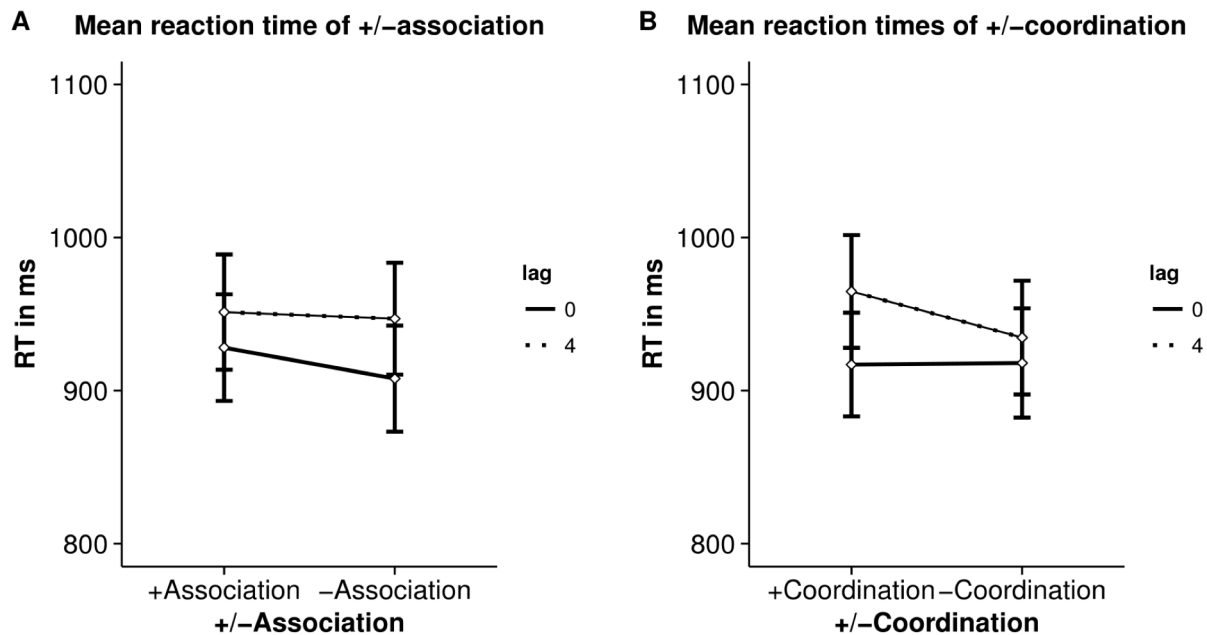 A Mean reaction time of +/−association
1100
1000
900
800
RT in ms
+Association −Association
+/−Association
lag
0
4
B Mean reaction times of +/−coordination
1100
1000
900
800
RT in ms
+Coordination −Coordination
+/−Coordination
lag
0
4